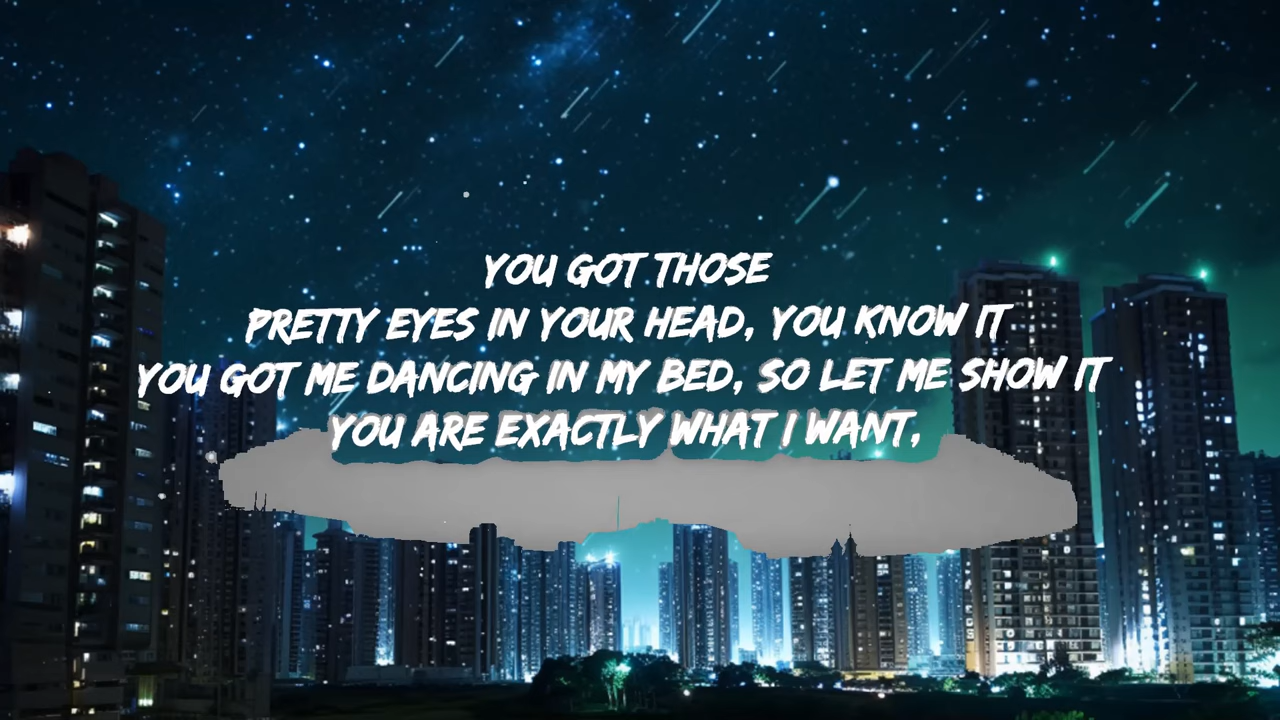 YOU GOT THOSE
PRETTY EYES IN YOUR HEAD, YOU KNOW IT
YOU GOT ME DANCING IN MY BED, SO LET ME SHOW IT
YOU ARE EXACTLY WHAT I WANT,